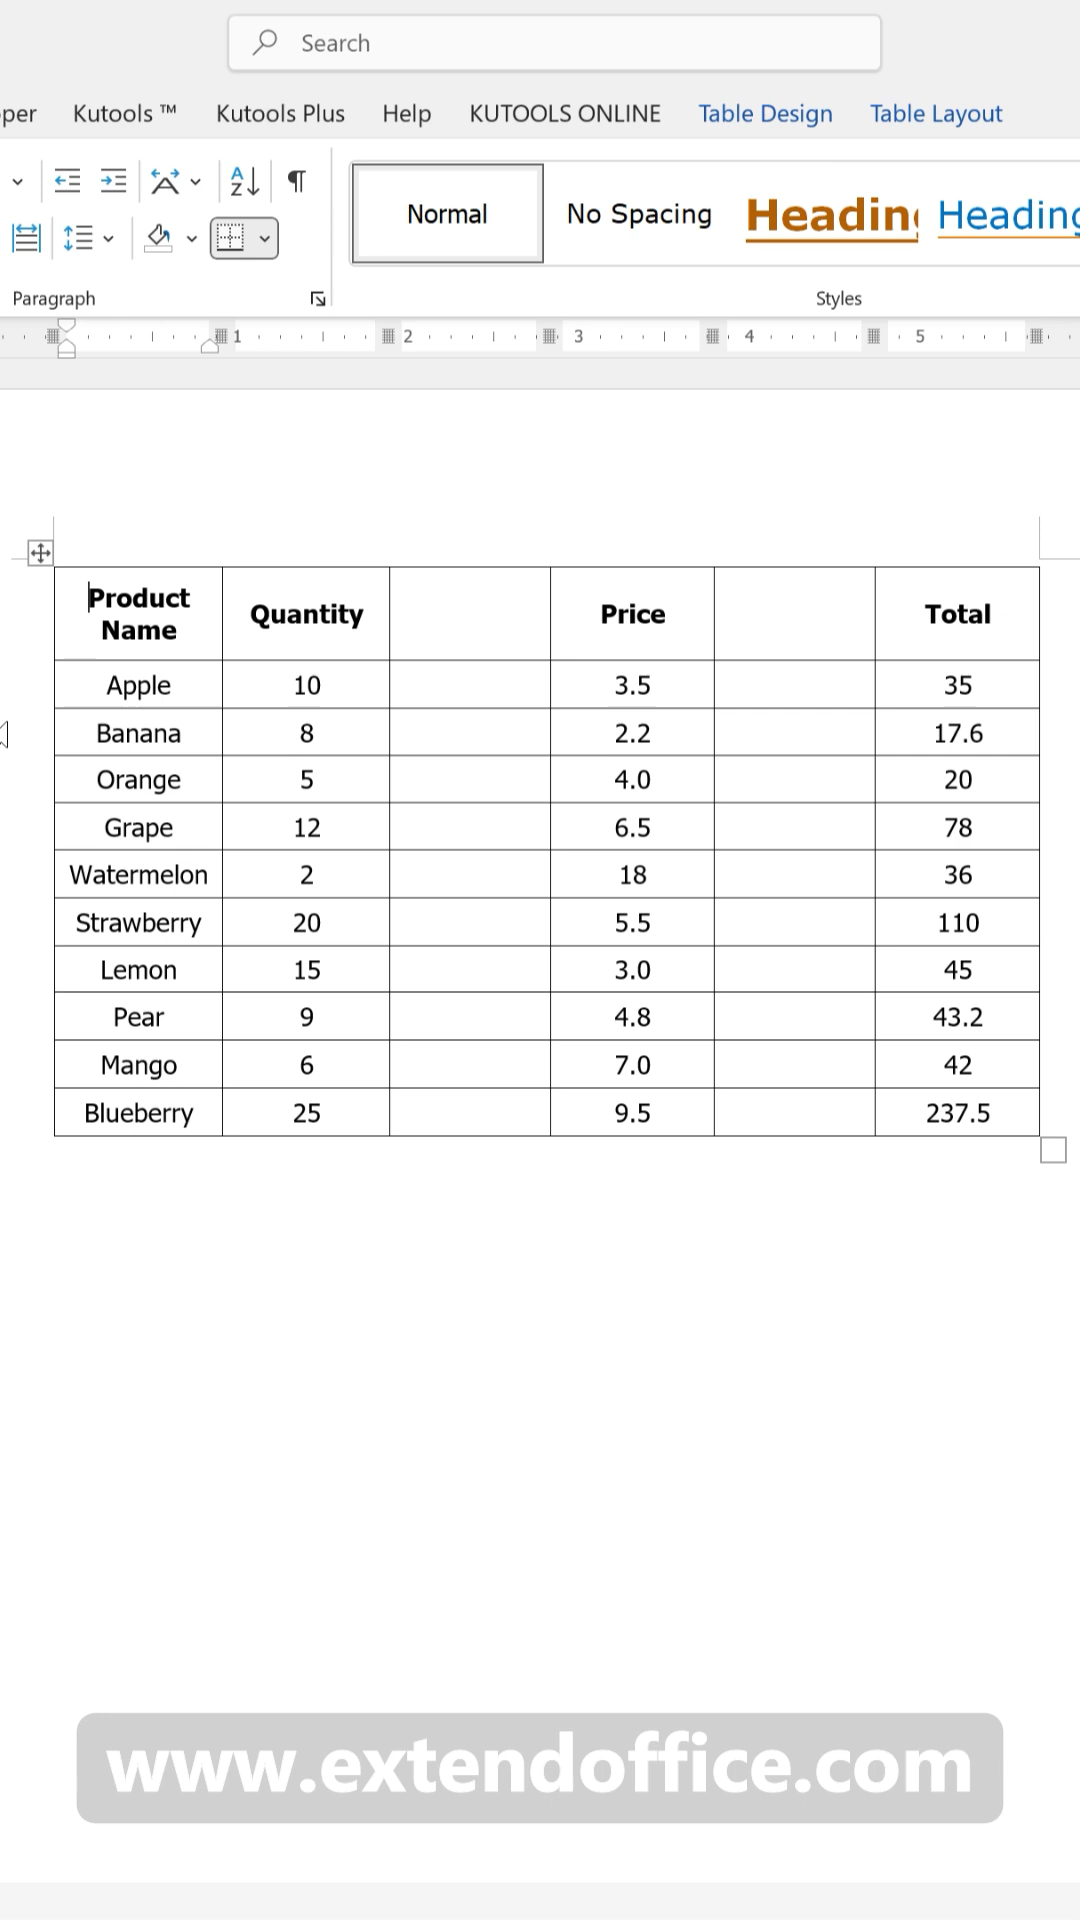 Search
per Kutools ™ Kutools Plus Help KUTOOLS ONLINE Table Design Table Layout
Normal No Spacing Heading Heading
Paragraph Styles
1 2 3 4 5
Product Name Quantity Price Total
Apple 10 3.5 35
Banana 8 2.2 17.6
Orange 5 4.0 20
Grape 12 6.5 78
Watermelon 2 18 36
Strawberry 20 5.5 110
Lemon 15 3.0 45
Pear 9 4.8 43.2
Mango 6 7.0 42
Blueberry 25 9.5 237.5
www.extendoffice.com